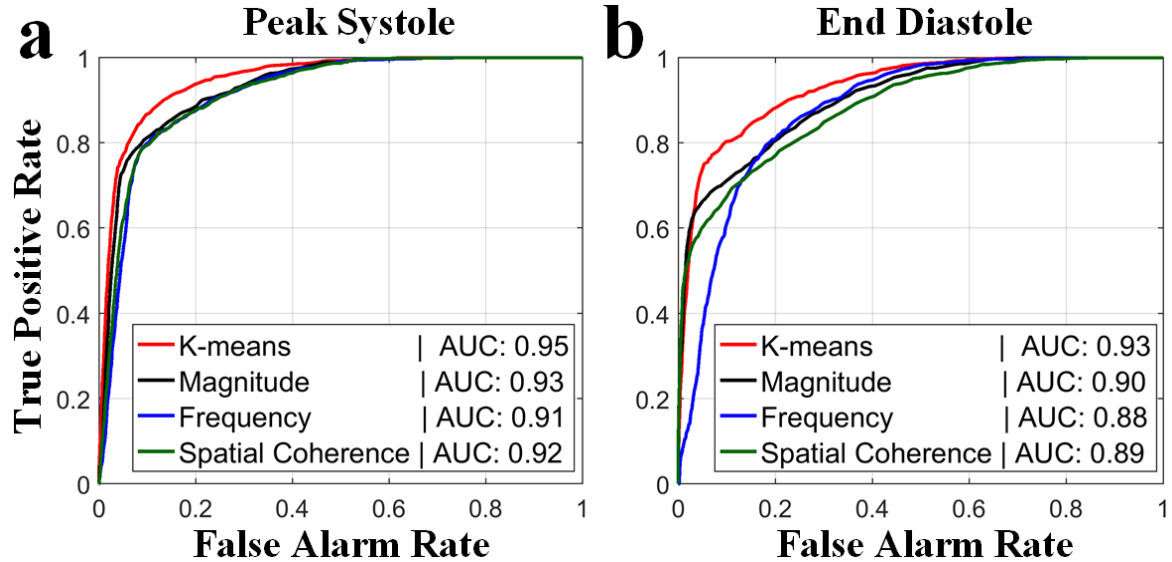 a
Peak Systole
True Positive Rate
1
0.8
0.6
0.4
0.2
0
K-means | AUC: 0.95
Magnitude | AUC: 0.93
Frequency | AUC: 0.91
Spatial Coherence | AUC: 0.92
0 0.2 0.4 0.6 0.8 1
False Alarm Rate
b
End Diastole
1
0.8
0.6
0.4
0.2
0
K-means | AUC: 0.93
Magnitude | AUC: 0.90
Frequency | AUC: 0.88
Spatial Coherence | AUC: 0.89
0 0.2 0.4 0.6 0.8 1
False Alarm Rate